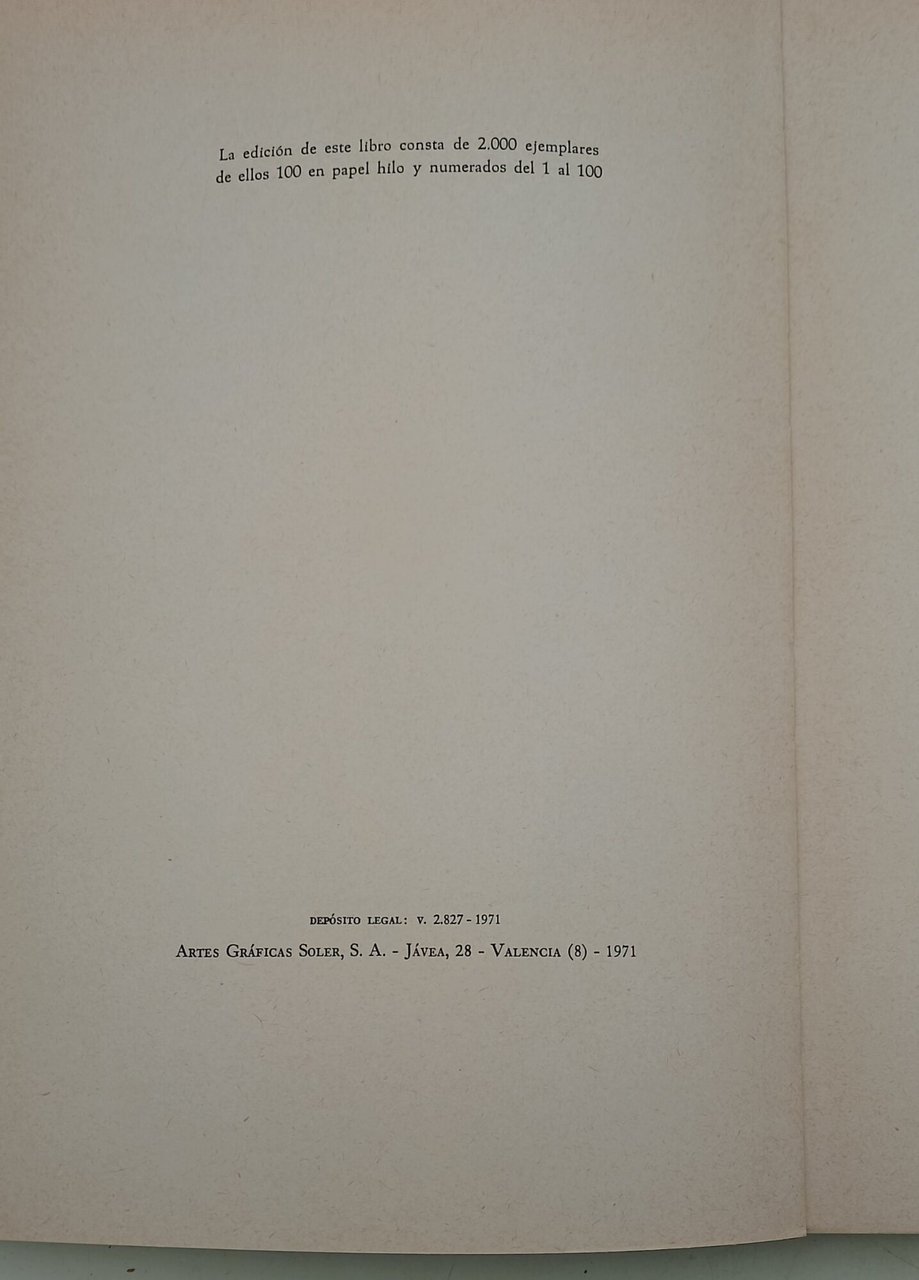 La edición de este libro consta de 2.000 ejemplares
de ellos 100 en papel hilo y numerados del 1 al 100
DEPÓSITO LEGAL: V. 2.827 - 1971
ARTES GRÁFICAS SOLER, S. A. - JÁVEA, 28 - VALENCIA (8) - 1971